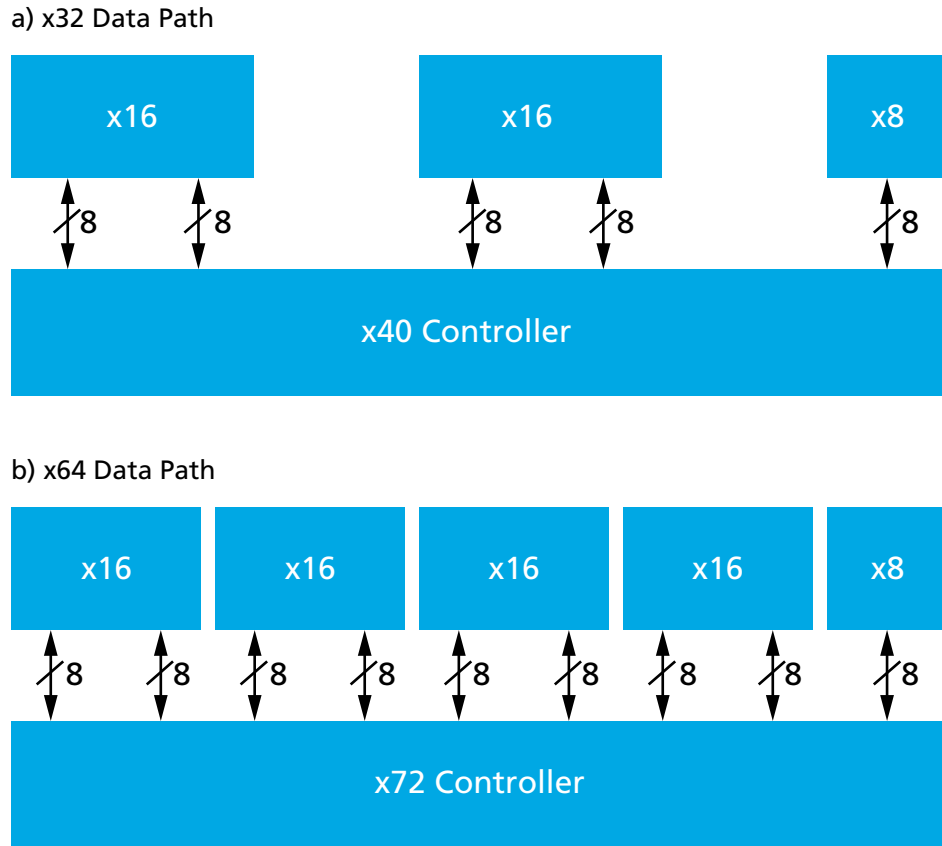 a) x32 Data Path
x16 x16 x8
8 8 8 8 8
x40 Controller
b) x64 Data Path
x16 x16 x16 x16 x8
8 8 8 8 8 8 8 8 8
x72 Controller